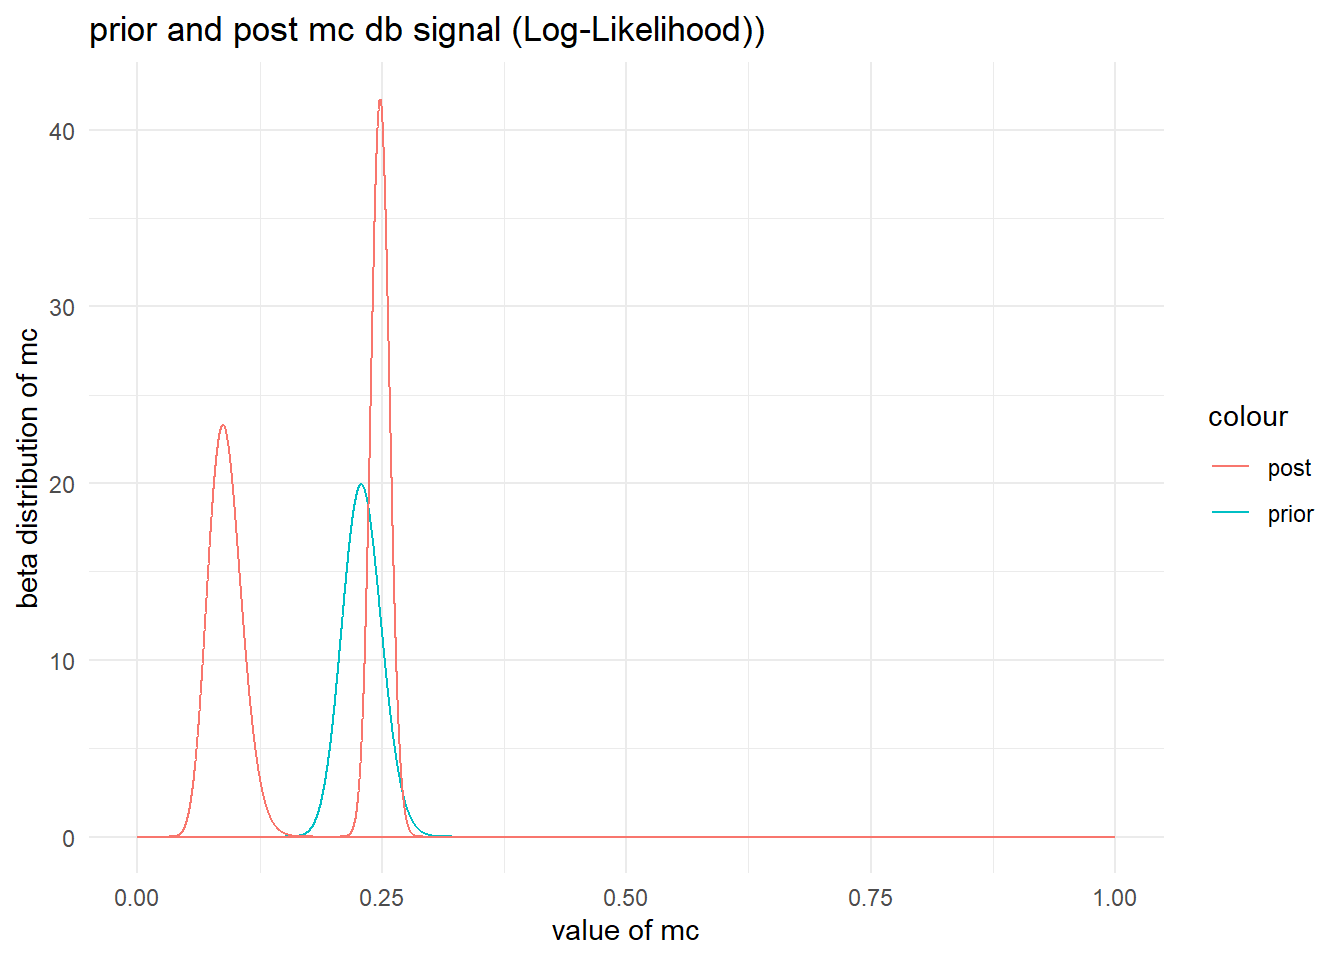 prior and post mc db signal (Log-Likelihood))
beta distribution of mc
40
30
20
10
0
0.00 0.25 0.50 0.75 1.00
value of mc
colour
post
prior